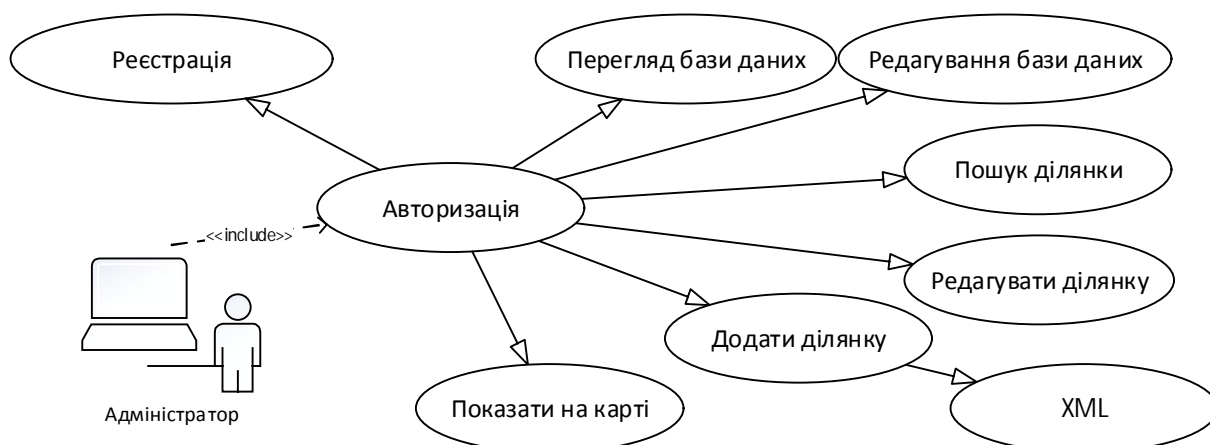 Реєстрація
Перегляд бази даних
Редагування бази даних
Пошук ділянки
Авторизація
<<include>>
Редагувати ділянку
Додати ділянку
Показати на карті
XML
Адміністратор